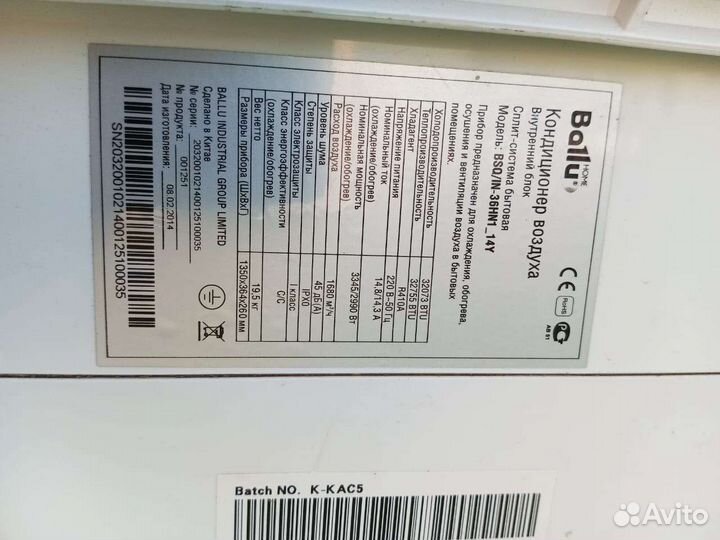 Ballu
HOME
Кондиционер воздуха
Внутренний блок
Сплит-система бытовая
Модель: BSQ/IN-36HN1_14Y
CE
RoHS
АВ 51
Прибор предназначен для охлаждения, обогрева,
осушения и вентиляции воздуха в бытовых
помещениях.
Холодопроизводительность 32073 BTU
Теплопроизводительность 32755 BTU
Хладагент R410A
Напряжение питания 220 В~50 Гц
Номинальный ток (охлаждение/обогрев) 14,8/14,3 А
Номинальная мощность (охлаждение/обогрев) 3345/2990 Вт
Расход воздуха 1680 м³/ч
Уровень шума 45 дБ(А)
Степень защиты IPX0
Класс электрозащиты I класс
Класс энергоэффективности (охлаждение/обогрев) C/C
Вес нетто 19,5 кг
Размеры прибора (ШхВхГ) 1350x364x260 мм
BALLU INDUSTRIAL GROUP LIMITED
Сделано в Китае
№ серии: 2032001021400125100035
№ продукта: 001251
Дата изготовления: 08.02.2014
SN2032001021400125100035
Batch NO. K-KAC5
Avito